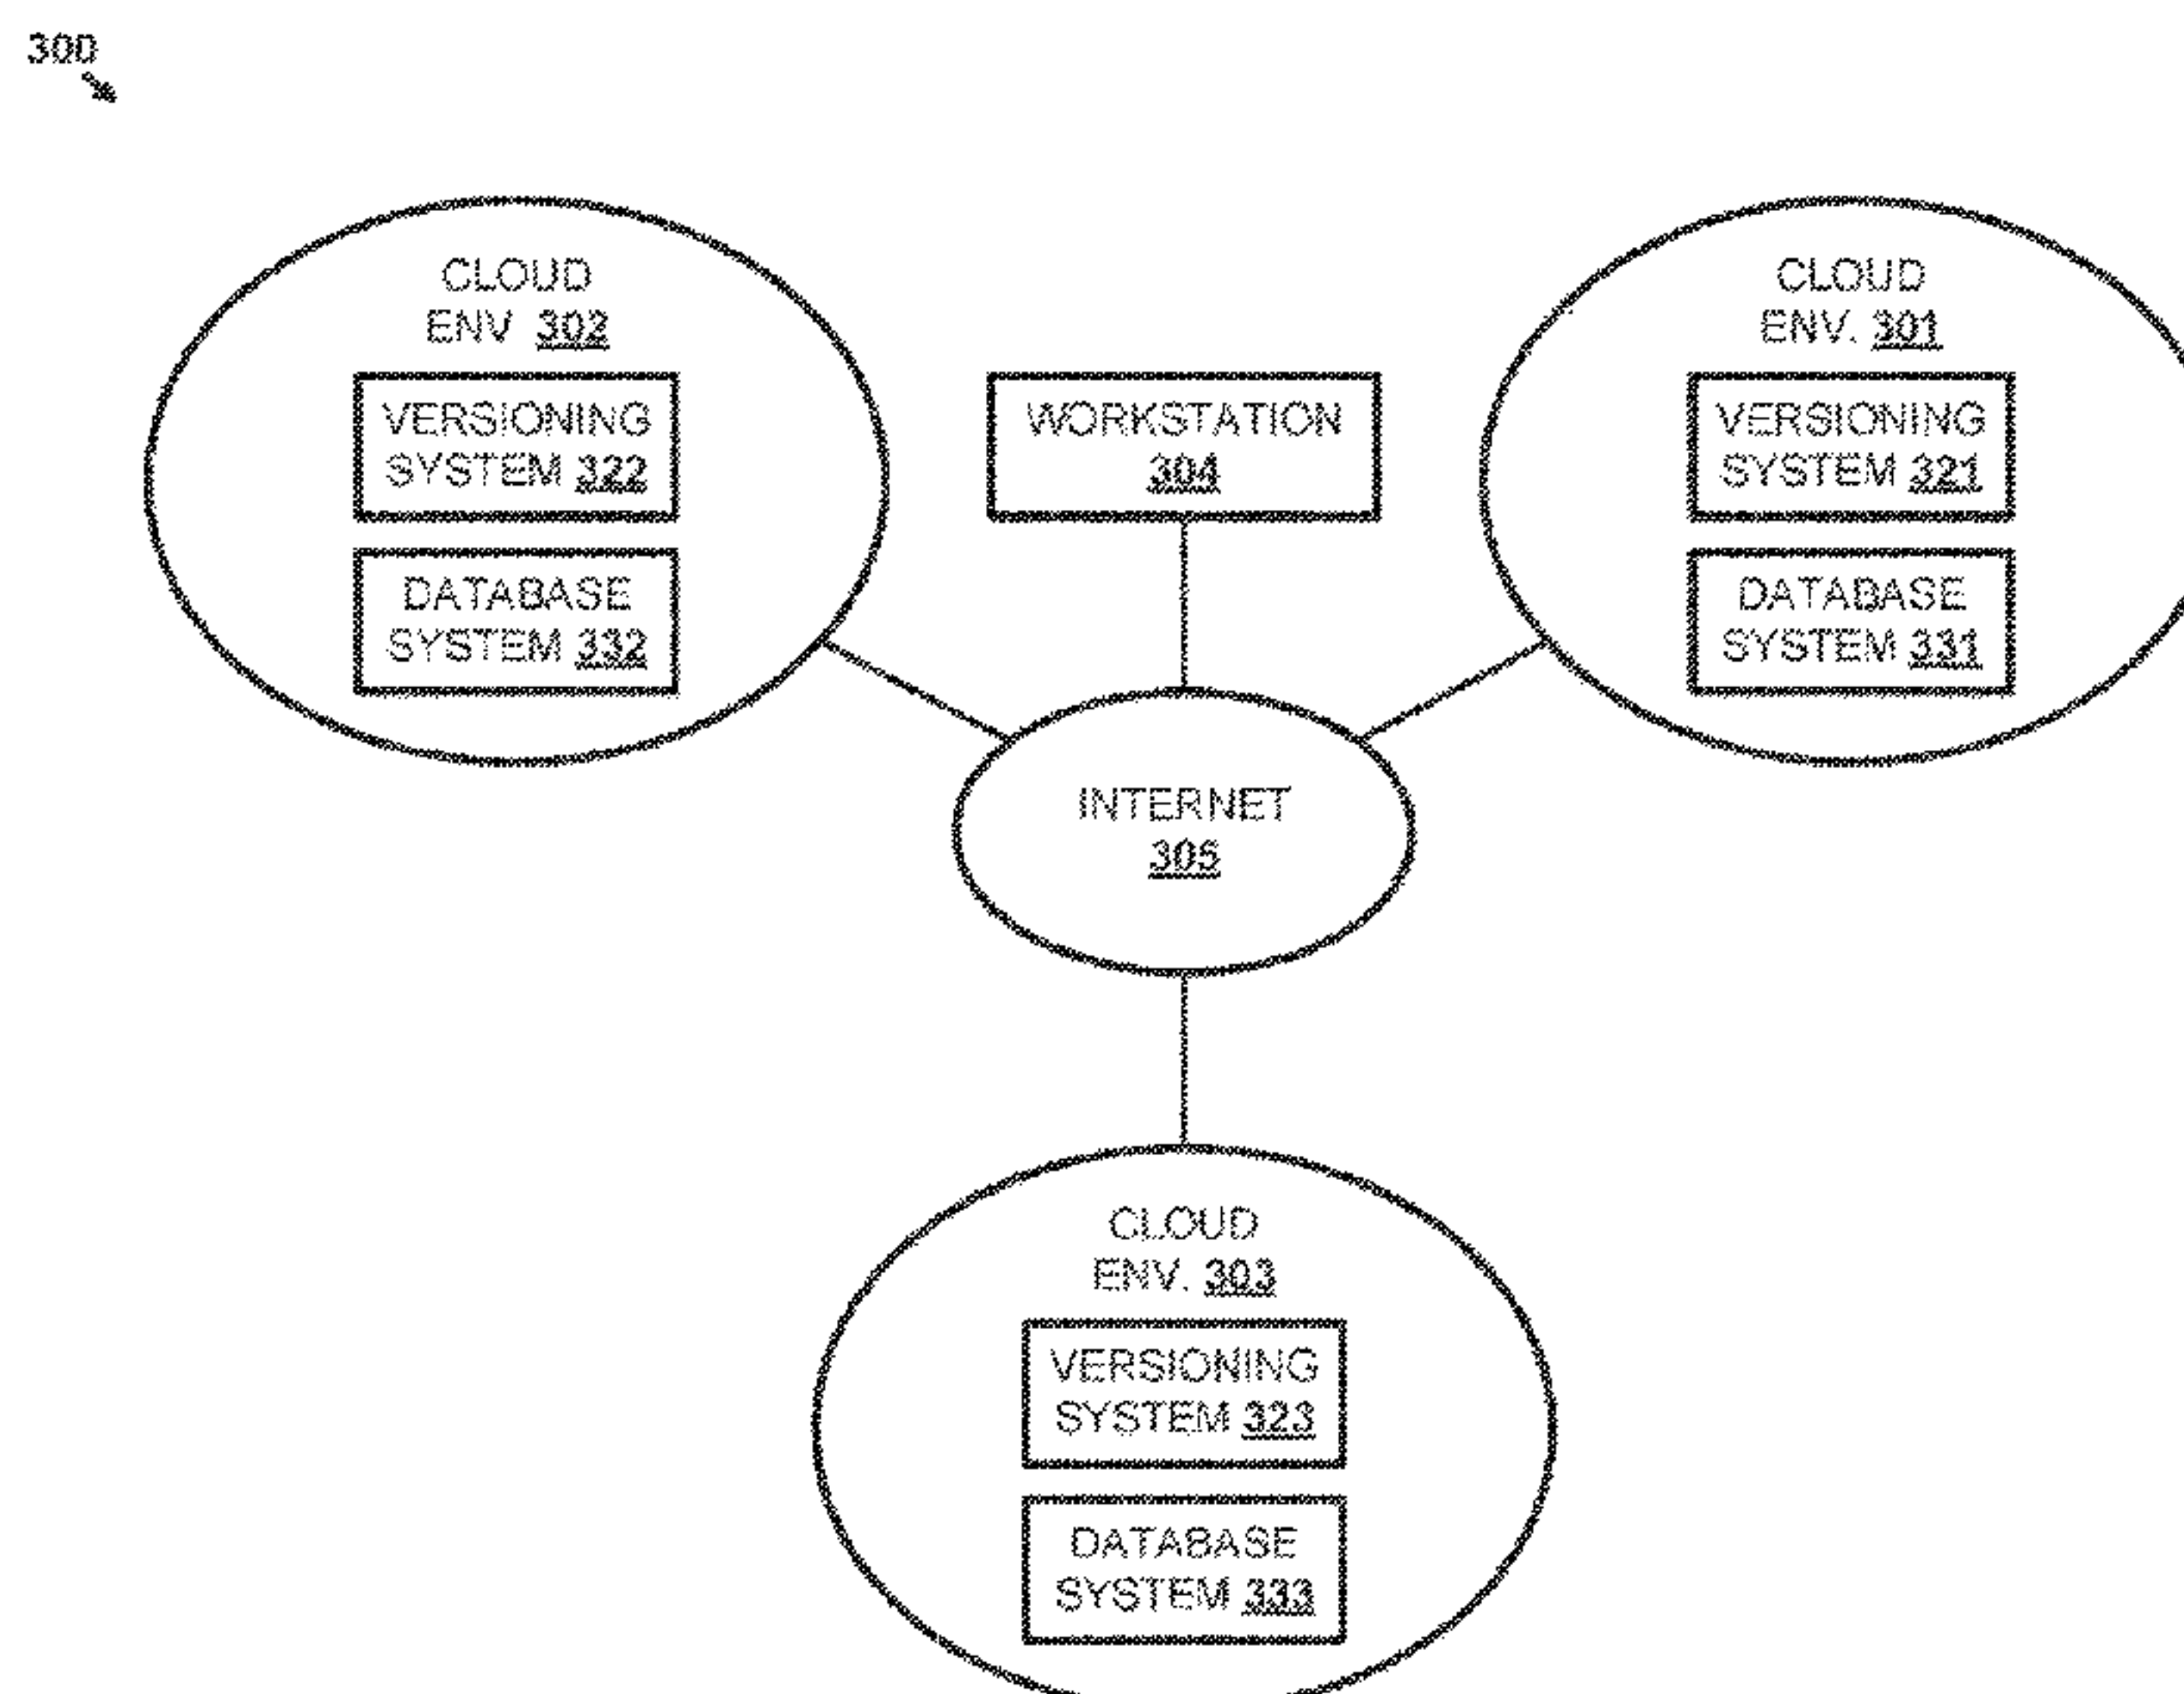 300
CLOUD
ENV 302
VERSIONING
SYSTEM 322
DATABASE
SYSTEM 332
WORKSTATION
304
CLOUD
ENV. 301
VERSIONING
SYSTEM 321
DATABASE
SYSTEM 331
INTERNET
305
CLOUD
ENV. 303
VERSIONING
SYSTEM 323
DATABASE
SYSTEM 333